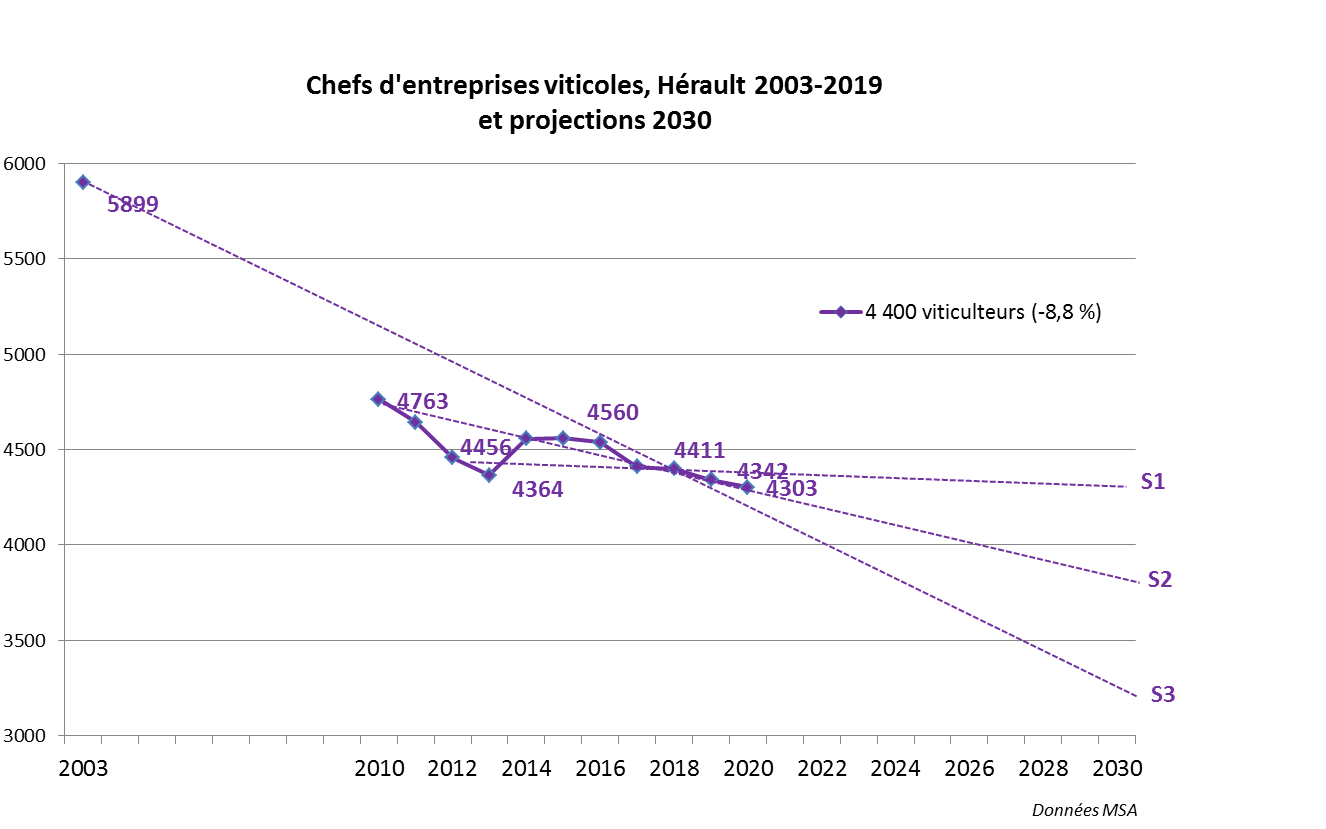 Chefs d'entreprises viticoles, Hérault 2003-2019
et projections 2030
6000
5899
5500
4 400 viticulteurs (-8,8 %)
5000
4763
4560
4500
4456
4411
4342
4364
4303
S1
4000
S2
3500
S3
3000
2003 2010 2012 2014 2016 2018 2020 2022 2024 2026 2028 2030
Données MSA